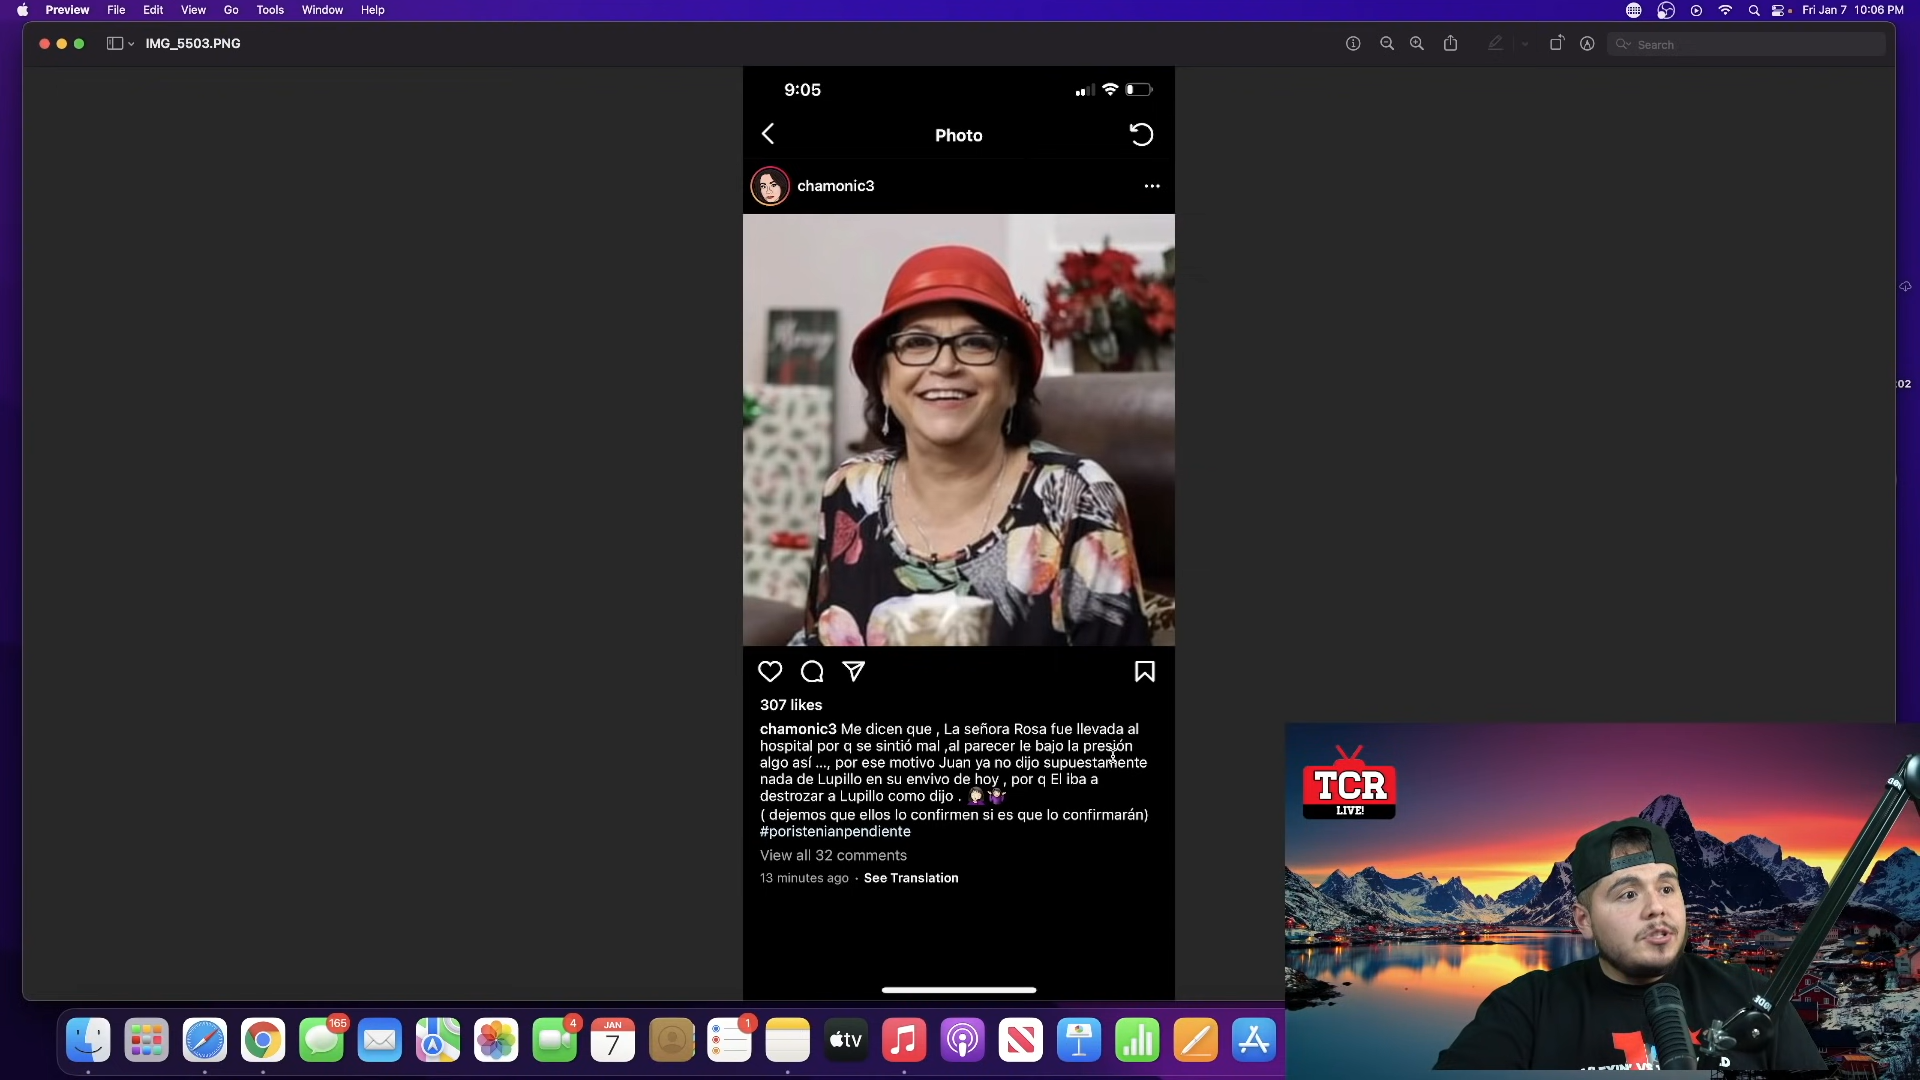 Preview File Edit View Go Tools Window Help
Fri Jan 7 10:06 PM
IMG_5503.PNG
Search
9:05
Photo
chamonic3
Merry
:02
307 likes
chamonic3 Me dicen que , La señora Rosa fue llevada al
hospital por q se sintió mal ,al parecer le bajo la presión
algo así ..., por ese motivo Juan ya no dijo supuestamente
nada de Lupillo en su envivo de hoy , por q El iba a
destrozar a Lupillo como dijo . 🤦🏻‍♀️🤷🏻‍♀️
( dejemos que ellos lo confirmen si es que lo confirmarán)
#poristenianpendiente
View all 32 comments
13 minutes ago · See Translation
TCR
LIVE!
165
4
JAN
7
1
tv